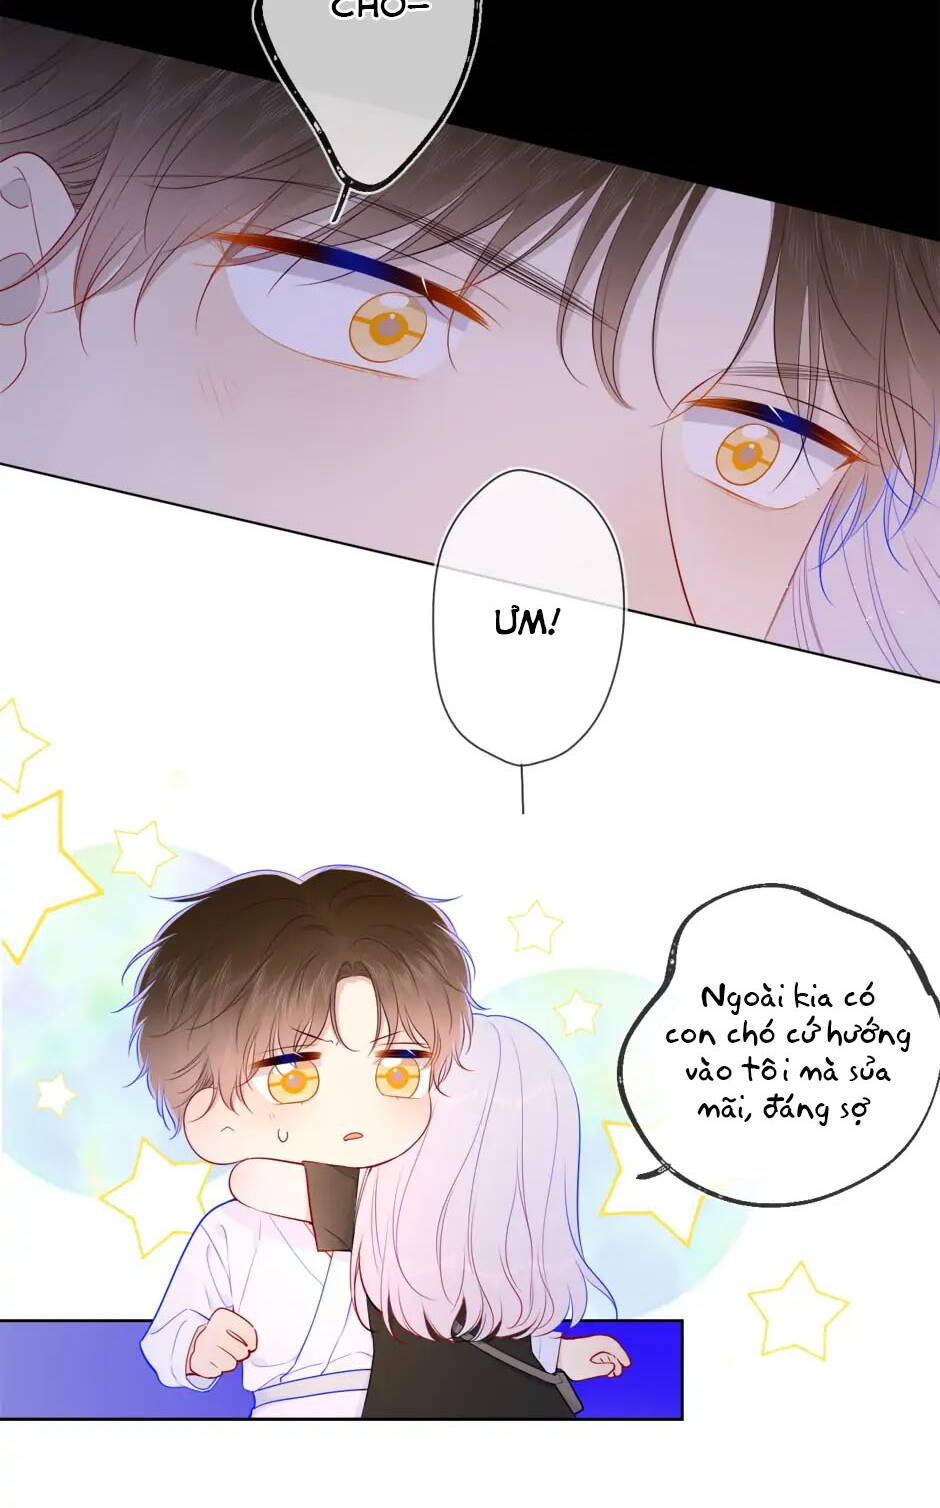 CHO-
ƯM!
Ngoài kia có
con chó cứ hướng
vào tôi mà sủa
mãi, đáng sợ